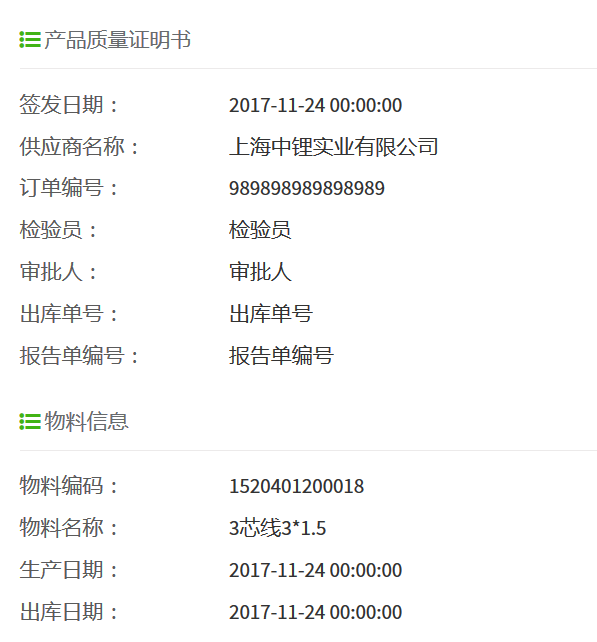 产品质量证明书
签发日期： 2017-11-24 00:00:00
供应商名称： 上海中锂实业有限公司
订单编号： 989898989898989
检验员： 检验员
审批人： 审批人
出库单号： 出库单号
报告单编号： 报告单编号
物料信息
物料编码： 1520401200018
物料名称： 3芯线3*1.5
生产日期： 2017-11-24 00:00:00
出库日期： 2017-11-24 00:00:00